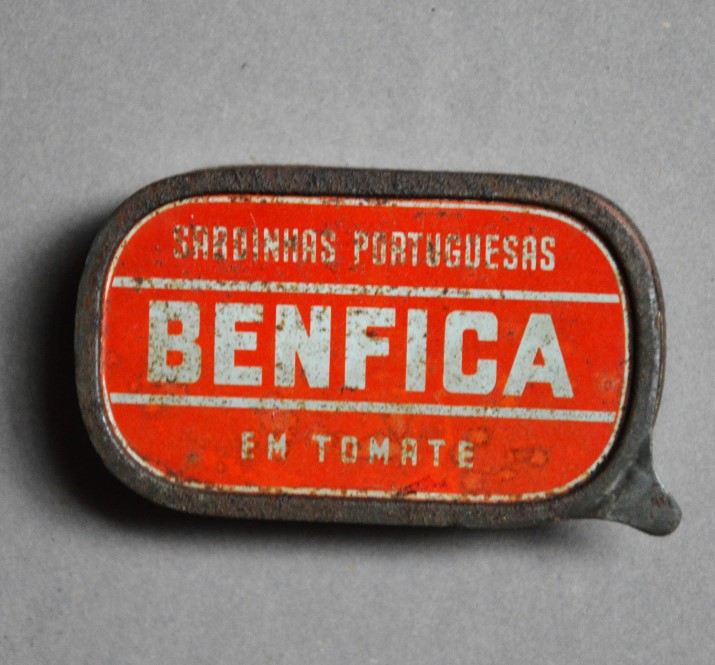 SARDINHAS PORTUGUESAS
BENFICA
EM TOMATE